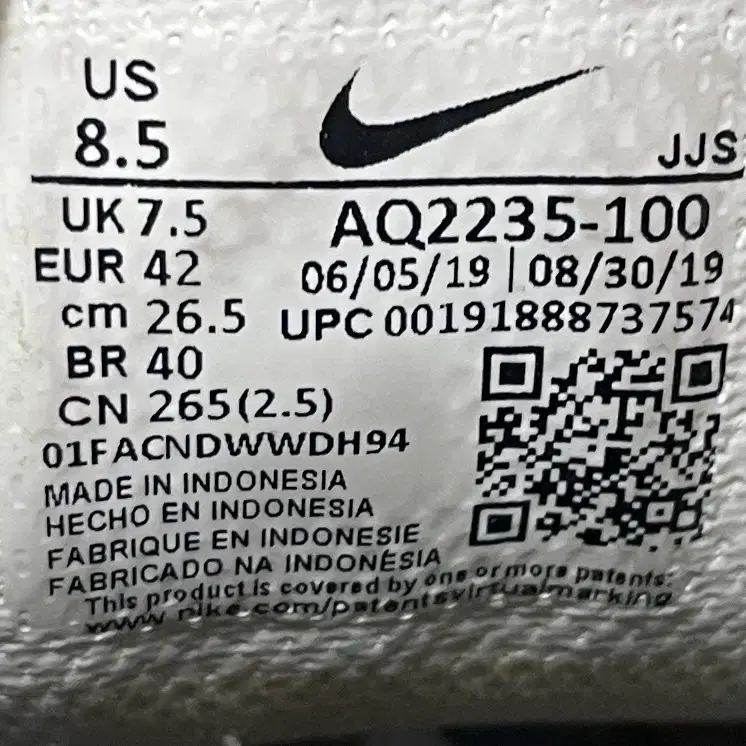 US
8.5
JJS
UK 7.5
AQ2235-100
EUR 42
06/05/19 | 08/30/19
cm 26.5
UPC 00191888737574
BR 40
CN 265(2.5)
01FACNDWWDH94
MADE IN INDONESIA
HECHO EN INDONESIA
FABRIQUE EN INDONESIE
FABRICADO NA INDONÉSIA
This product is covered by one or more patents:
www.nike.com/patentsvirtualmarking